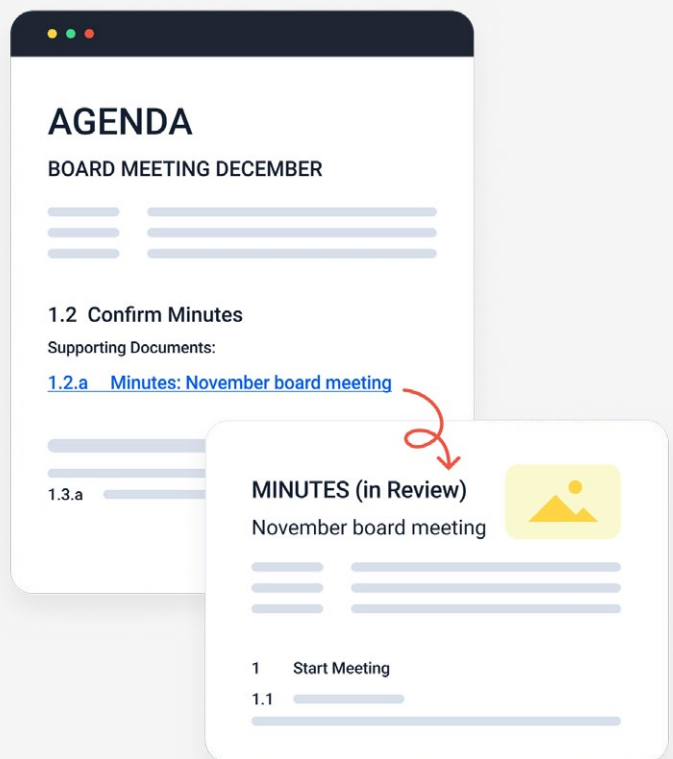 AGENDA
BOARD MEETING DECEMBER
1.2 Confirm Minutes
Supporting Documents:
1.2.a Minutes: November board meeting
1.3.a
MINUTES (in Review)
November board meeting
1 Start Meeting
1.1